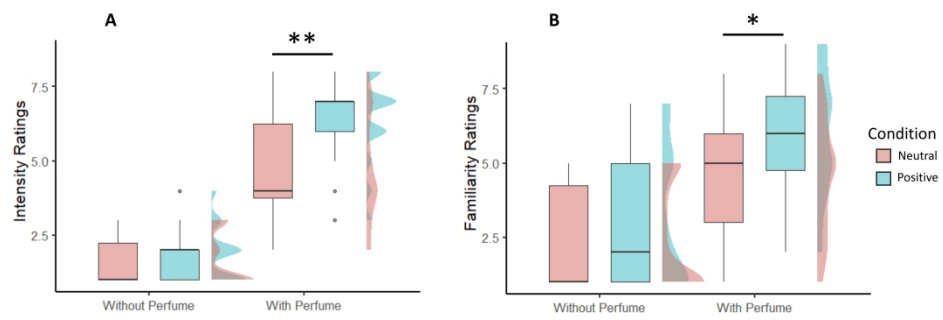 A
**
Intensity Ratings
7.5
5.0
2.5
Without Perfume
With Perfume
B
*
Familiarity Ratings
7.5
5.0
2.5
Without Perfume
With Perfume
Condition
Neutral
Positive